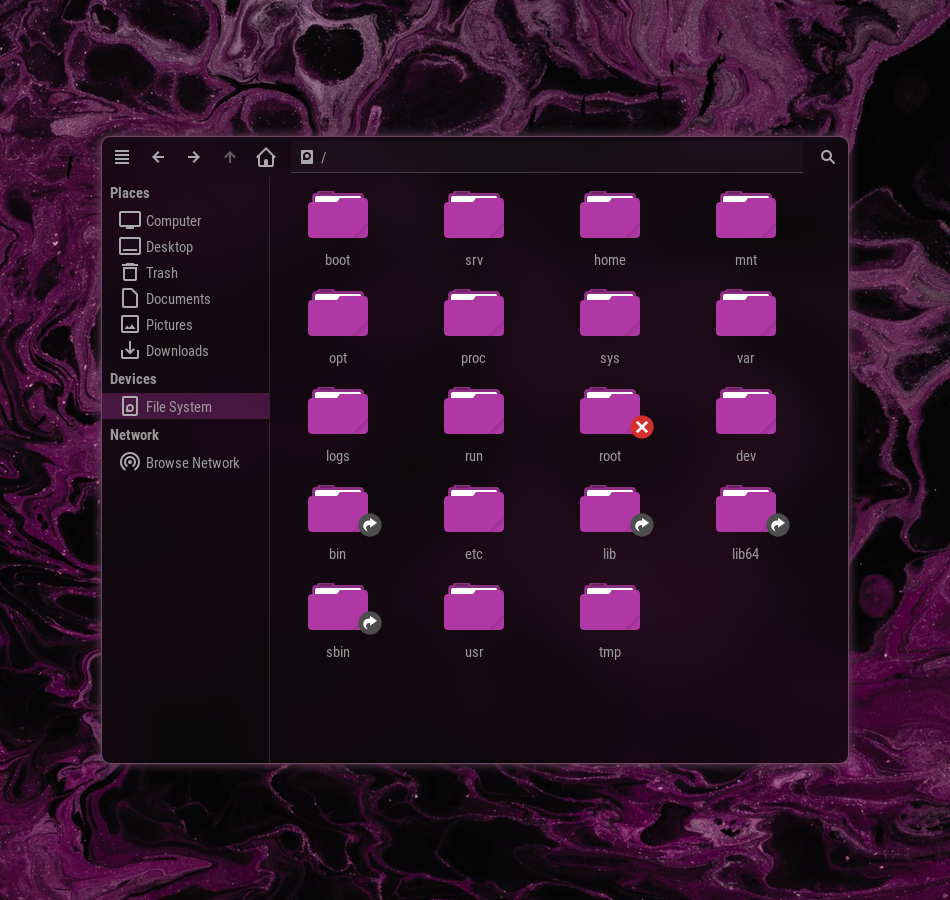 /
Places
Computer
Desktop
Trash
Documents
Pictures
Downloads
Devices
File System
Network
Browse Network
boot srv home mnt
opt proc sys var
logs run root dev
bin etc lib lib64
sbin usr tmp